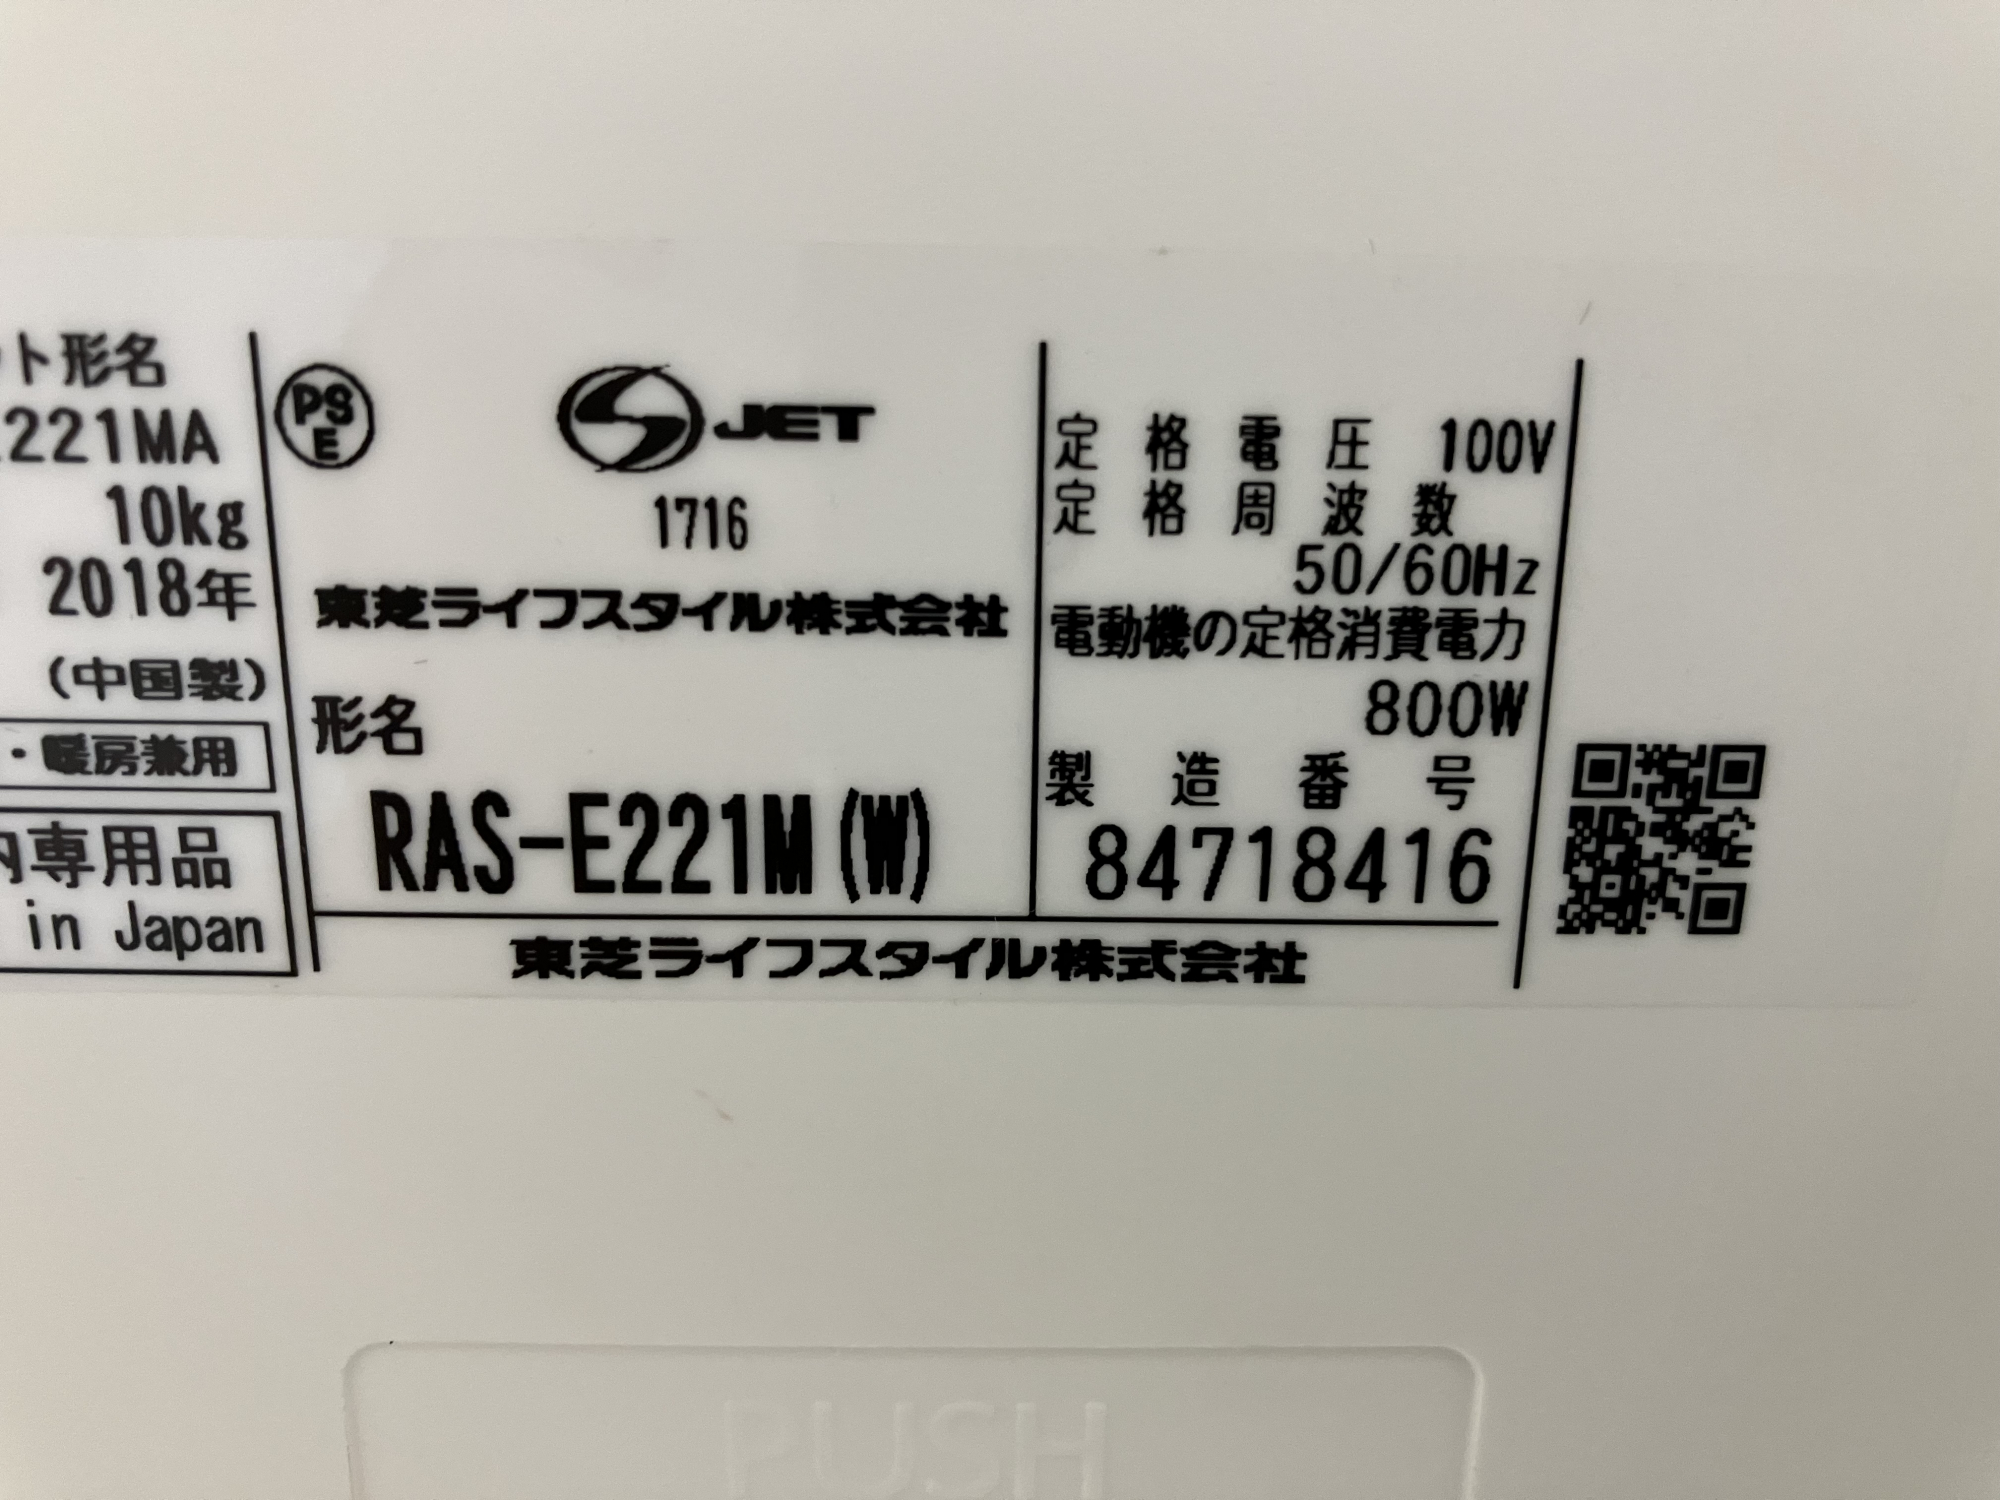 ト形名
221MA
10kg
2018年
(中国製)
・暖房兼用
内専用品
in Japan
PS
E
JET
1716
東芝ライフスタイル株式会社
形名
RAS-E221M(W)
定格電圧 100V
定格周波数
50/60Hz
電動機の定格消費電力
800W
製造番号
84718416
東芝ライフスタイル株式会社
PUSH